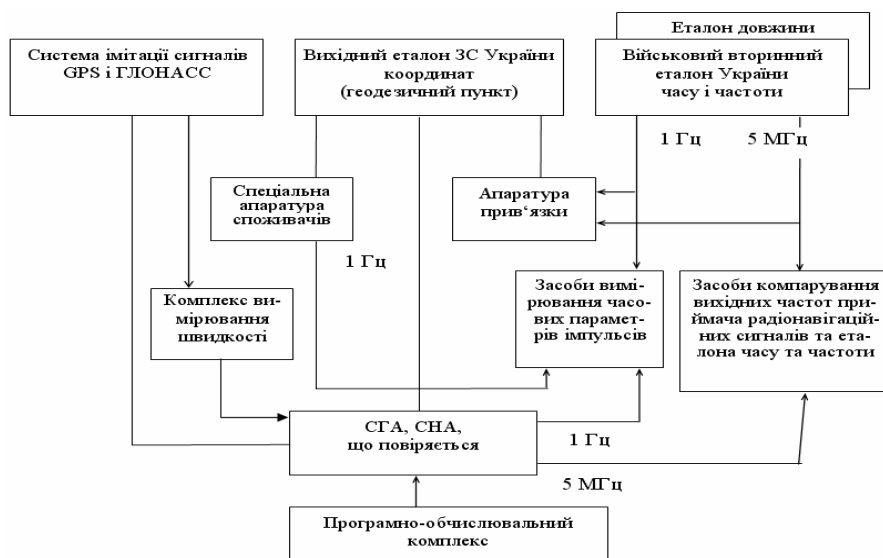 Еталон довжини
Система імітації сигналів
GPS і ГЛОНАСС
Вихідний еталон ЗС України
координат
(геодезичний пункт)
Військовий вторинний
еталон України
часу і частоти
1 Гц
5 МГц
Спеціальна
апаратура
споживачів
Апаратура
прив‘язки
1 Гц
Комплекс ви-
мірювання
швидкості
Засоби вимі-
рювання часо-
вих парамет-
рів імпульсів
Засоби компарування
вихідних частот при-
ймача радіонавігацій-
них сигналів та ета-
лона часу та частоти
СГА, СНА,
що повіряється
1 Гц
5 МГц
Програмно-обчислювальний
комплекс